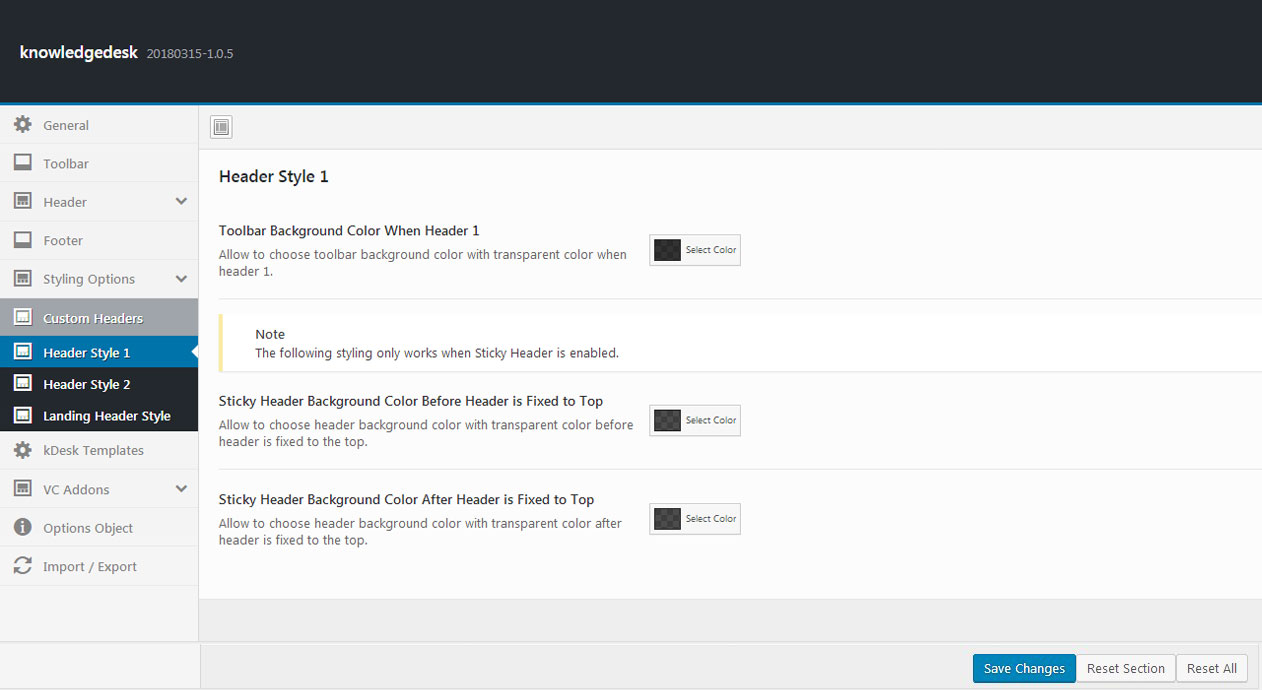 knowledgedesk 20180315-1.0.5
General
Toolbar
Header
Footer
Styling Options
Custom Headers
Header Style 1
Header Style 2
Landing Header Style
kDesk Templates
VC Addons
Options Object
Import / Export
Header Style 1
Toolbar Background Color When Header 1
Allow to choose toolbar background color with transparent color when
header 1.
Select Color
Note
The following styling only works when Sticky Header is enabled.
Sticky Header Background Color Before Header is Fixed to Top
Allow to choose header background color with transparent color before
header is fixed to the top.
Select Color
Sticky Header Background Color After Header is Fixed to Top
Allow to choose header background color with transparent color after
header is fixed to the top.
Select Color
Save Changes Reset Section Reset All